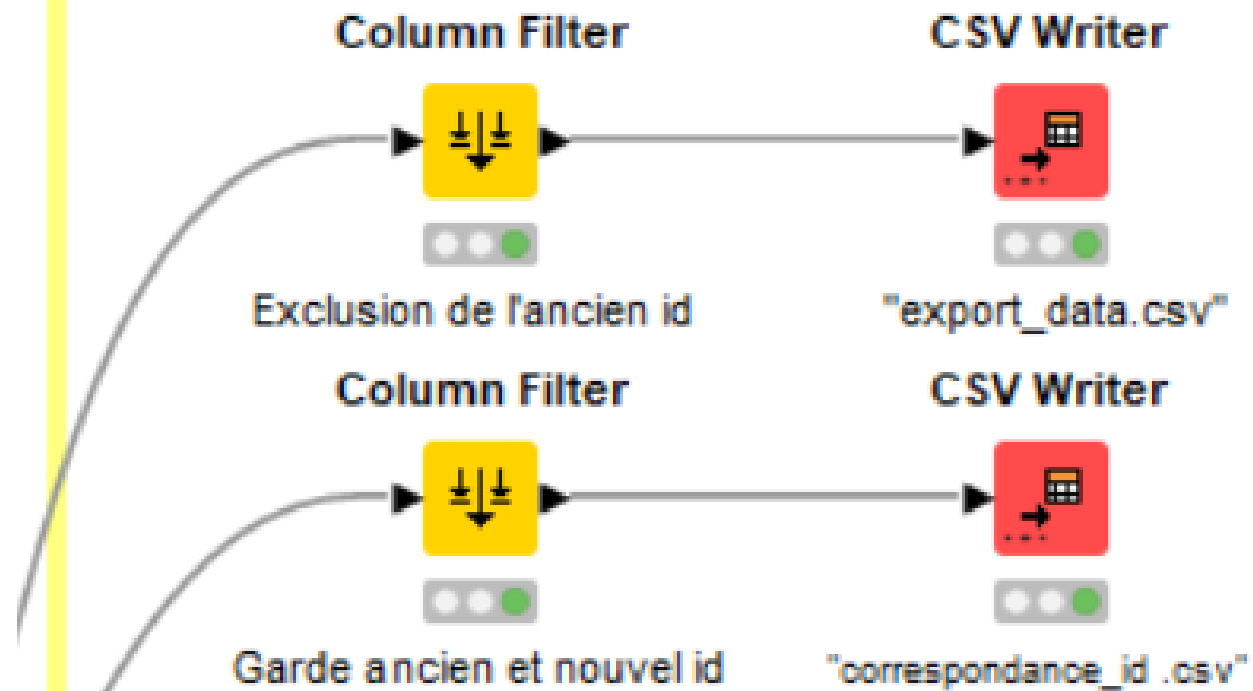 Column Filter
CSV Writer
Exclusion de l'ancien id
"export_data.csv"
Column Filter
CSV Writer
Garde ancien et nouvel id
"correspondance_id .csv"